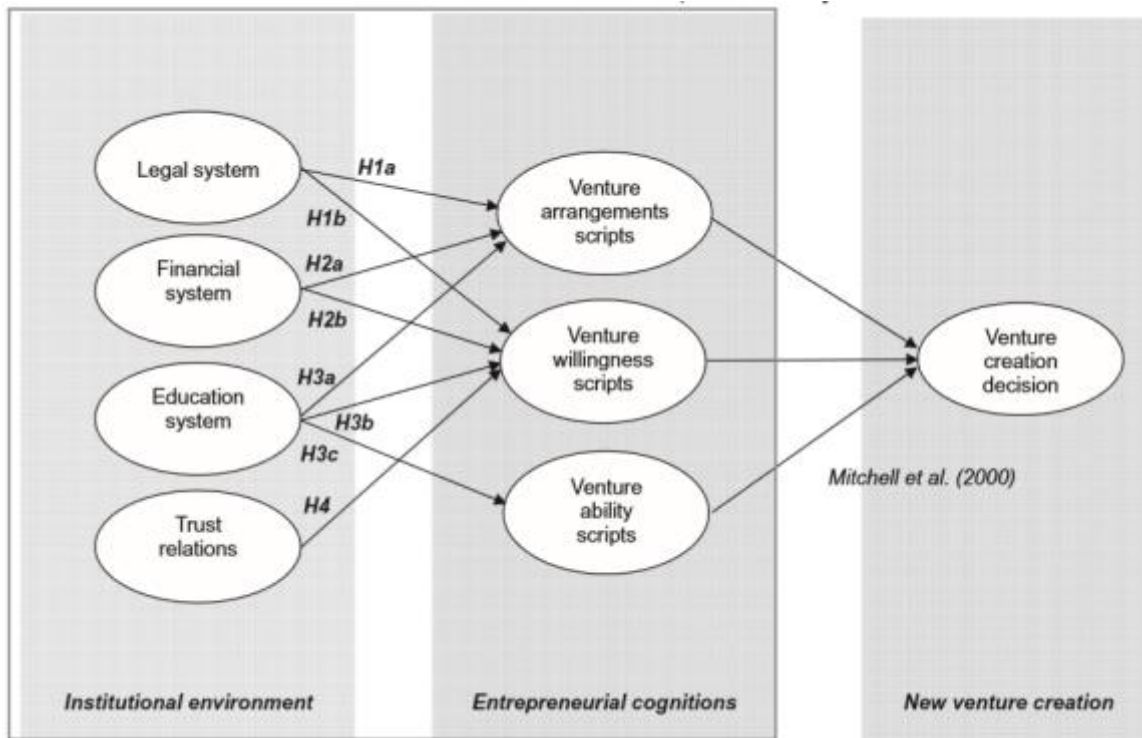 Legal system
H1a
H1b
Financial
system
H2a
H2b
Education
system
H3a
H3b
H3c
Trust
relations
H4
Venture
arrangements
scripts
Venture
willingness
scripts
Venture
ability
scripts
Venture
creation
decision
Mitchell et al. (2000)
Institutional environment
Entrepreneurial cognitions
New venture creation